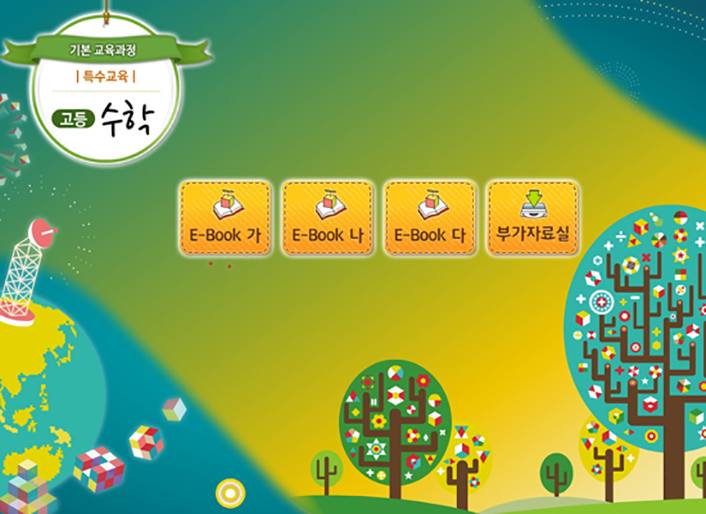 기본 교육과정
| 특수교육 |
고등 수학
E-Book 가
E-Book 나
E-Book 다
부가자료실